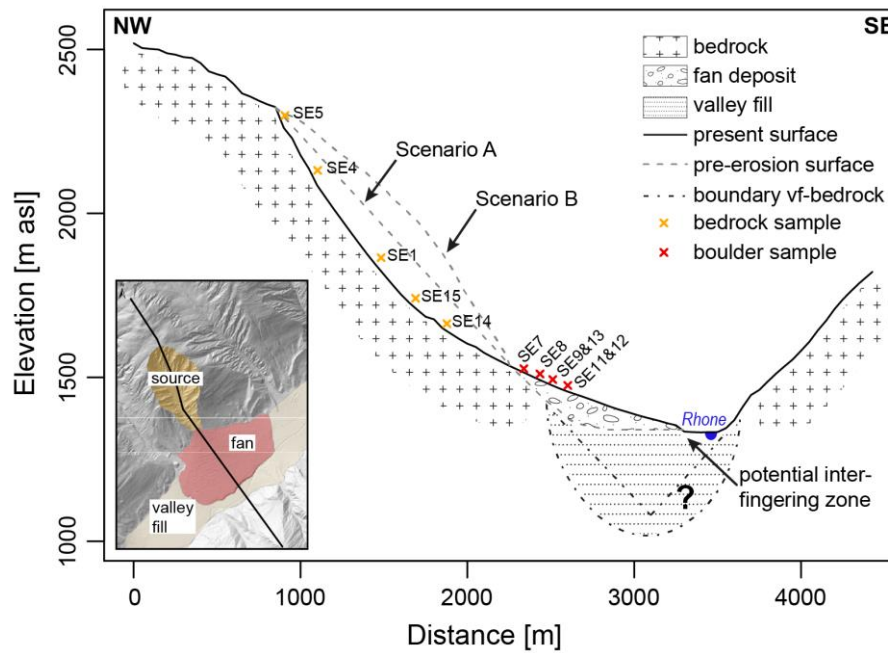 NW
SE
2500
2000
1500
1000
Elevation [m asl]
0
1000
2000
3000
4000
Distance [m]
bedrock
fan deposit
valley fill
present surface
pre-erosion surface
boundary vf-bedrock
bedrock sample
boulder sample
Scenario A
Scenario B
SE5
SE4
SE1
SE15
SE14
SE7
SE8
SE9&13
SE11&12
Rhone
potential inter-
fingering zone
?
source
fan
valley
fill